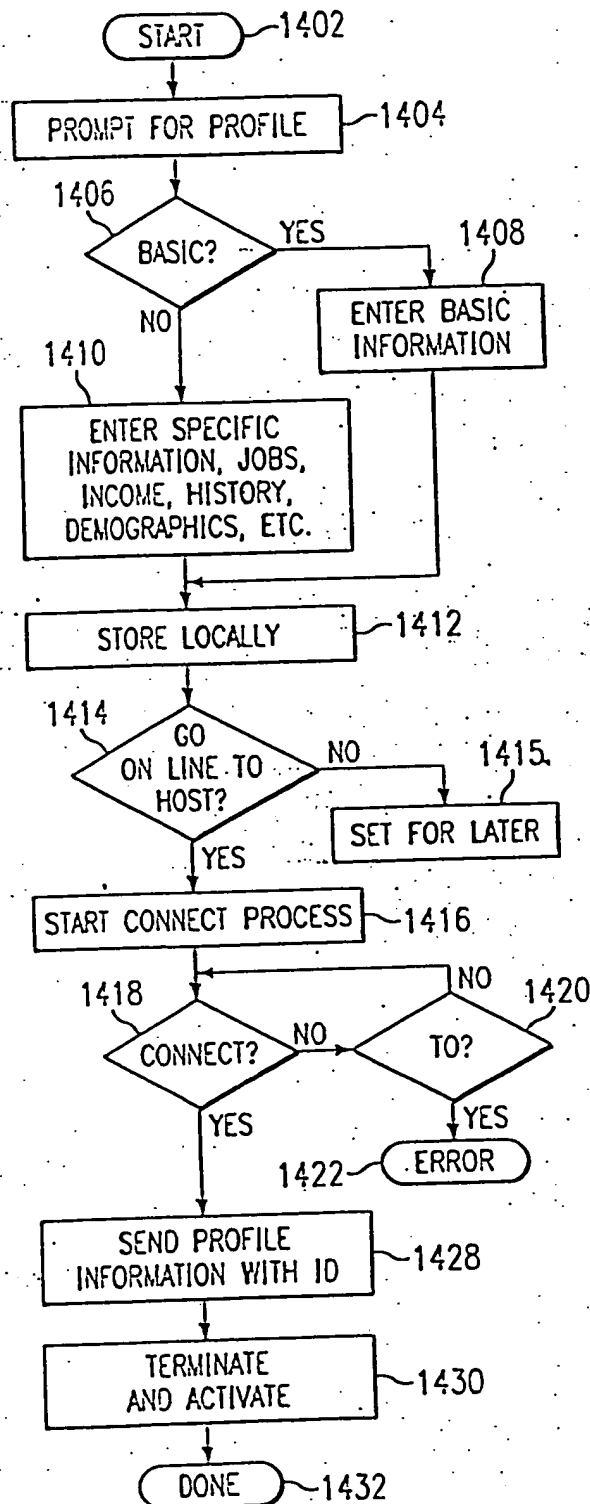 START
1402
PROMPT FOR PROFILE
1404
1406
BASIC?
YES
1408
ENTER BASIC
INFORMATION
NO
1410
ENTER SPECIFIC
INFORMATION, JOBS,
INCOME, HISTORY,
DEMOGRAPHICS, ETC.
STORE LOCALLY
1412
1414
GO
ON LINE TO
HOST?
NO
1415
SET FOR LATER
YES
START CONNECT PROCESS
1416
1418
CONNECT?
NO
TO?
NO
1420
YES
YES
1422
ERROR
SEND PROFILE
INFORMATION WITH ID
1428
TERMINATE
AND ACTIVATE
1430
DONE
1432